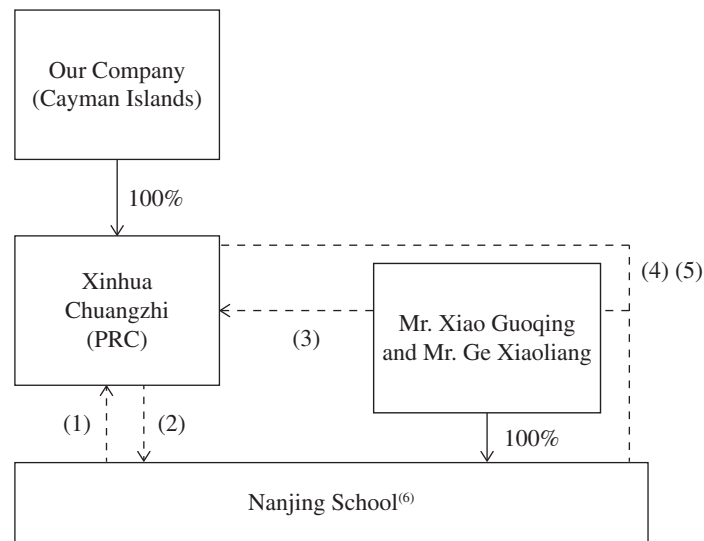 Our Company
(Cayman Islands)
100%
Xinhua
Chuangzhi
(PRC)
(4) (5)
Mr. Xiao Guoqing
and Mr. Ge Xiaoliang
(3)
(1)
(2)
100%
Nanjing School(6)